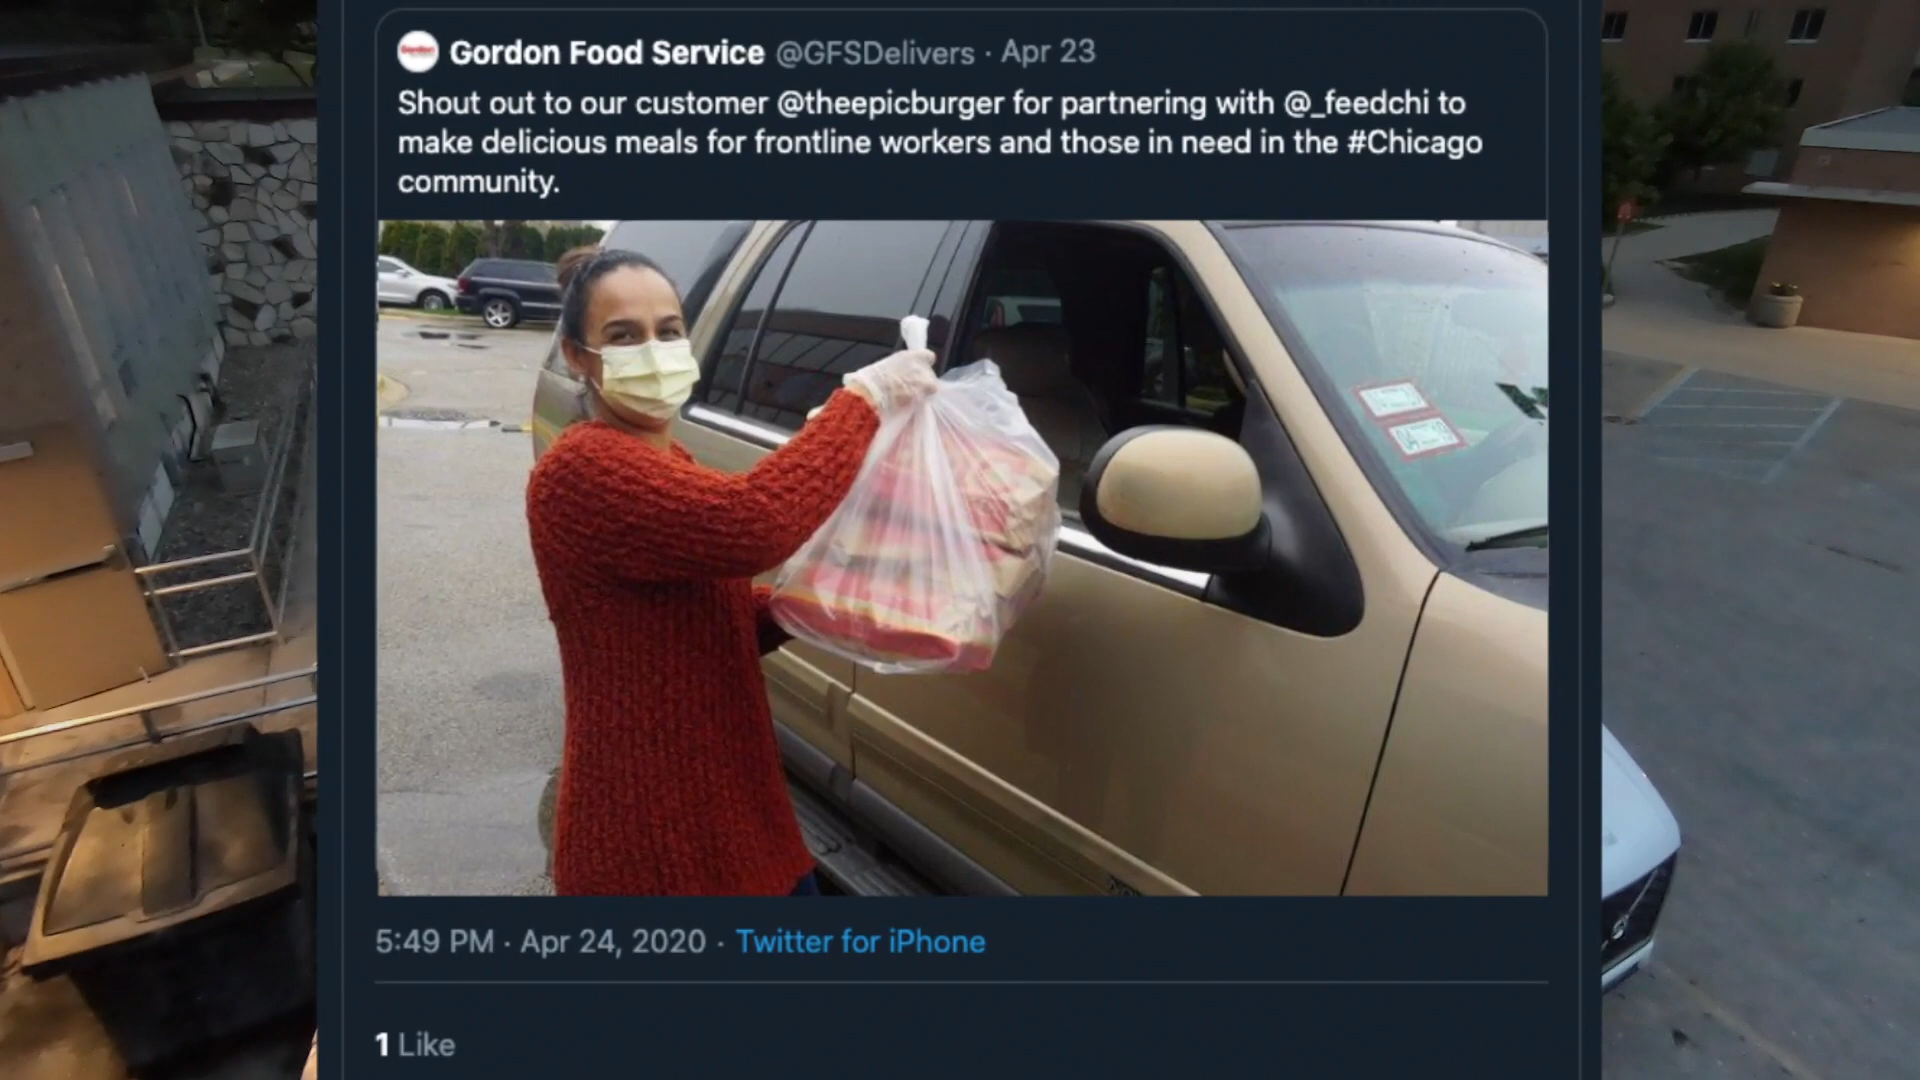 Gordon Food Service @GFSDelivers · Apr 23
Shout out to our customer @theepicburger for partnering with @_feedchi to
make delicious meals for frontline workers and those in need in the #Chicago
community.
5:49 PM · Apr 24, 2020 · Twitter for iPhone
1 Like